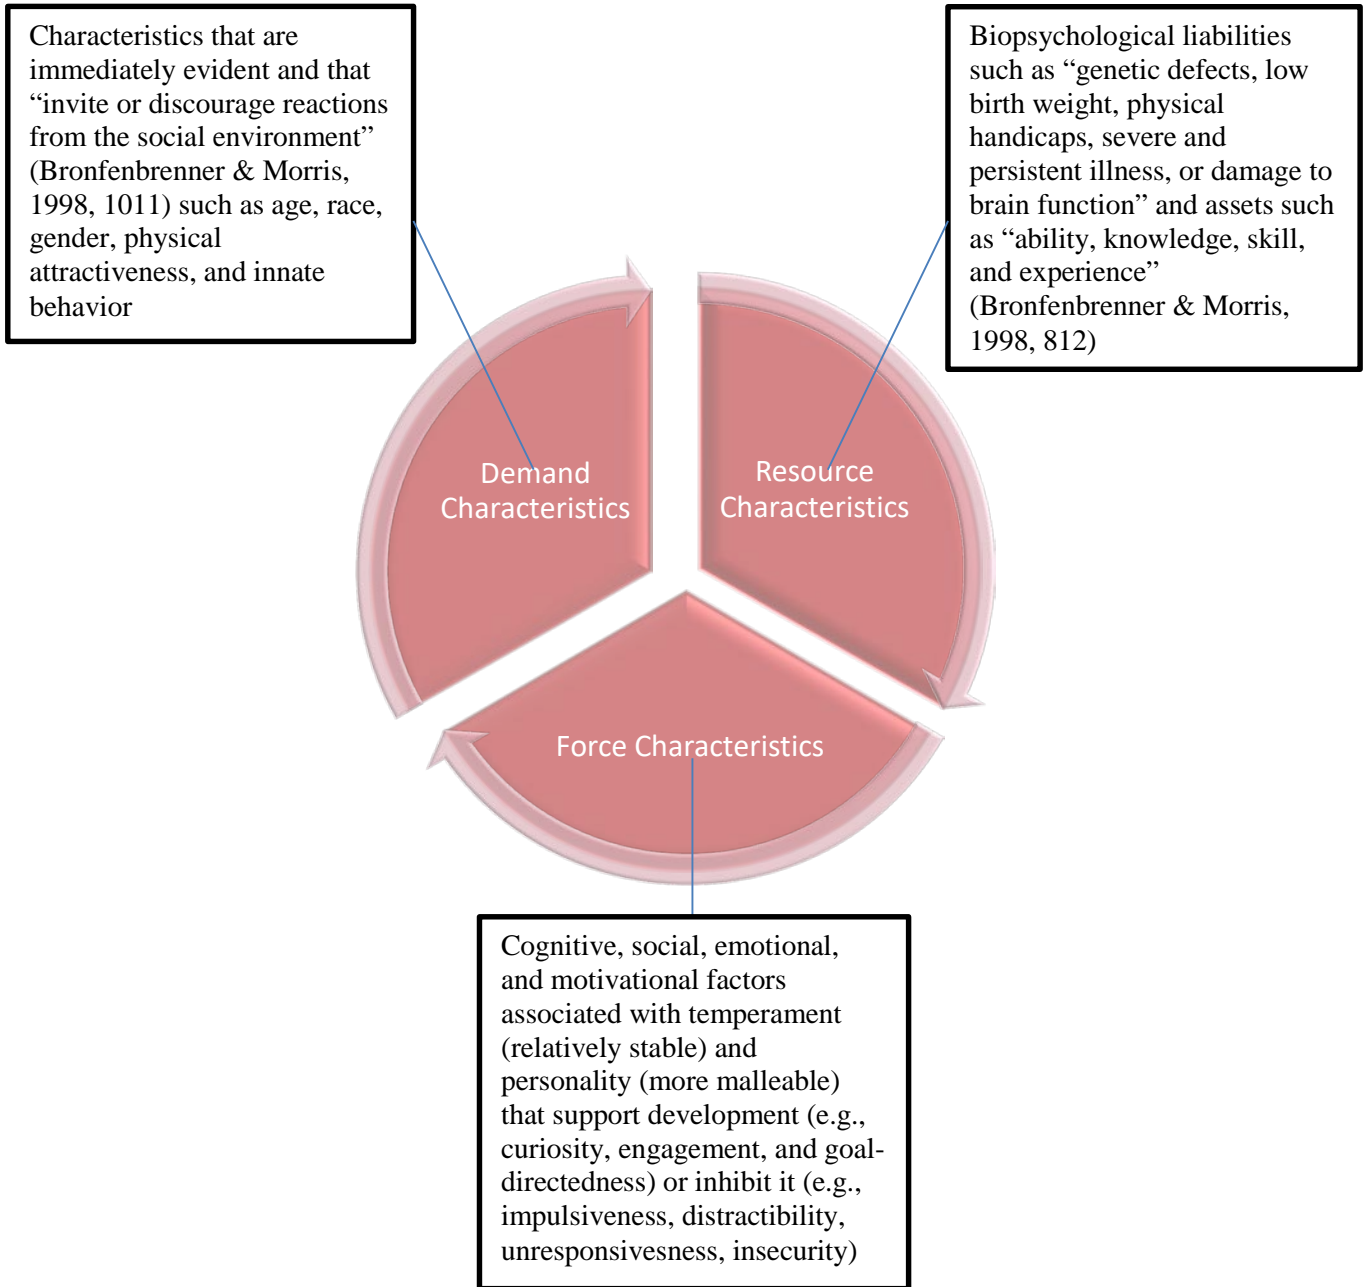 Characteristics that are
immediately evident and that
“invite or discourage reactions
from the social environment”
(Bronfenbrenner & Morris,
1998, 1011) such as age, race,
gender, physical
attractiveness, and innate
behavior
Biopsychological liabilities
such as “genetic defects, low
birth weight, physical
handicaps, severe and
persistent illness, or damage to
brain function” and assets such
as “ability, knowledge, skill,
and experience”
(Bronfenbrenner & Morris,
1998, 812)
Demand
Characteristics
Resource
Characteristics
Force Characteristics
Cognitive, social, emotional,
and motivational factors
associated with temperament
(relatively stable) and
personality (more malleable)
that support development (e.g.,
curiosity, engagement, and goal-
directedness) or inhibit it (e.g.,
impulsiveness, distractibility,
unresponsivesness, insecurity)